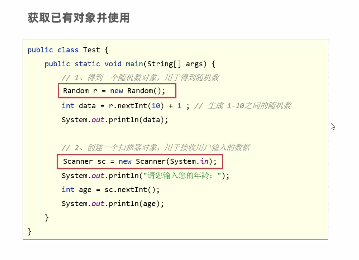 获取已有对象并使用
public class Test {
public static void main(String[] args) {
// 1、得到一个随机数对象，用于得到随机数
Random r = new Random();
int data = r.nextInt(10) + 1 ; // 生成 1-10之间的随机数
System.out.println(data);
// 2、创建一个扫描器对象，用于接收用户输入的数据
Scanner sc = new Scanner(System.in);
System.out.println("请您输入您的年龄：");
int age = sc.nextInt();
System.out.println(age);
}
}